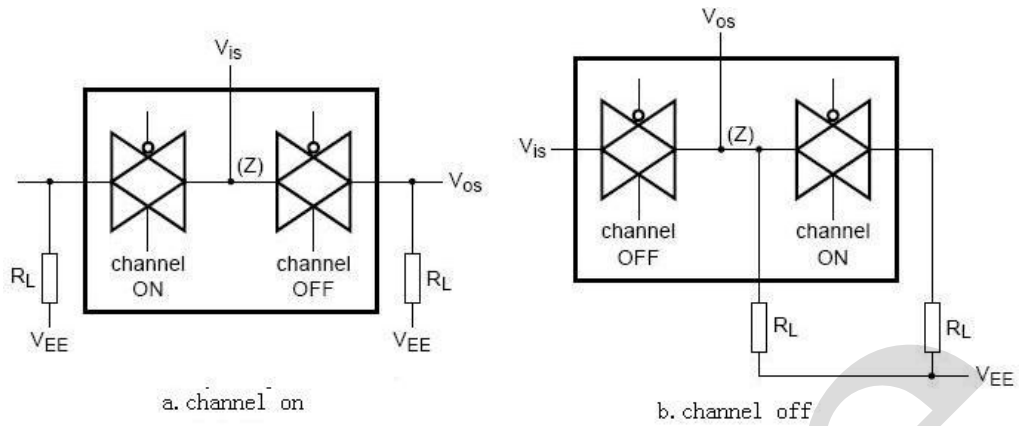 Vis
(Z)
Vos
channel
ON
channel
OFF
RL
RL
VEE
VEE
a.channel on
Vos
Vis
(Z)
channel
OFF
channel
ON
RL
RL
VEE
b.channel off